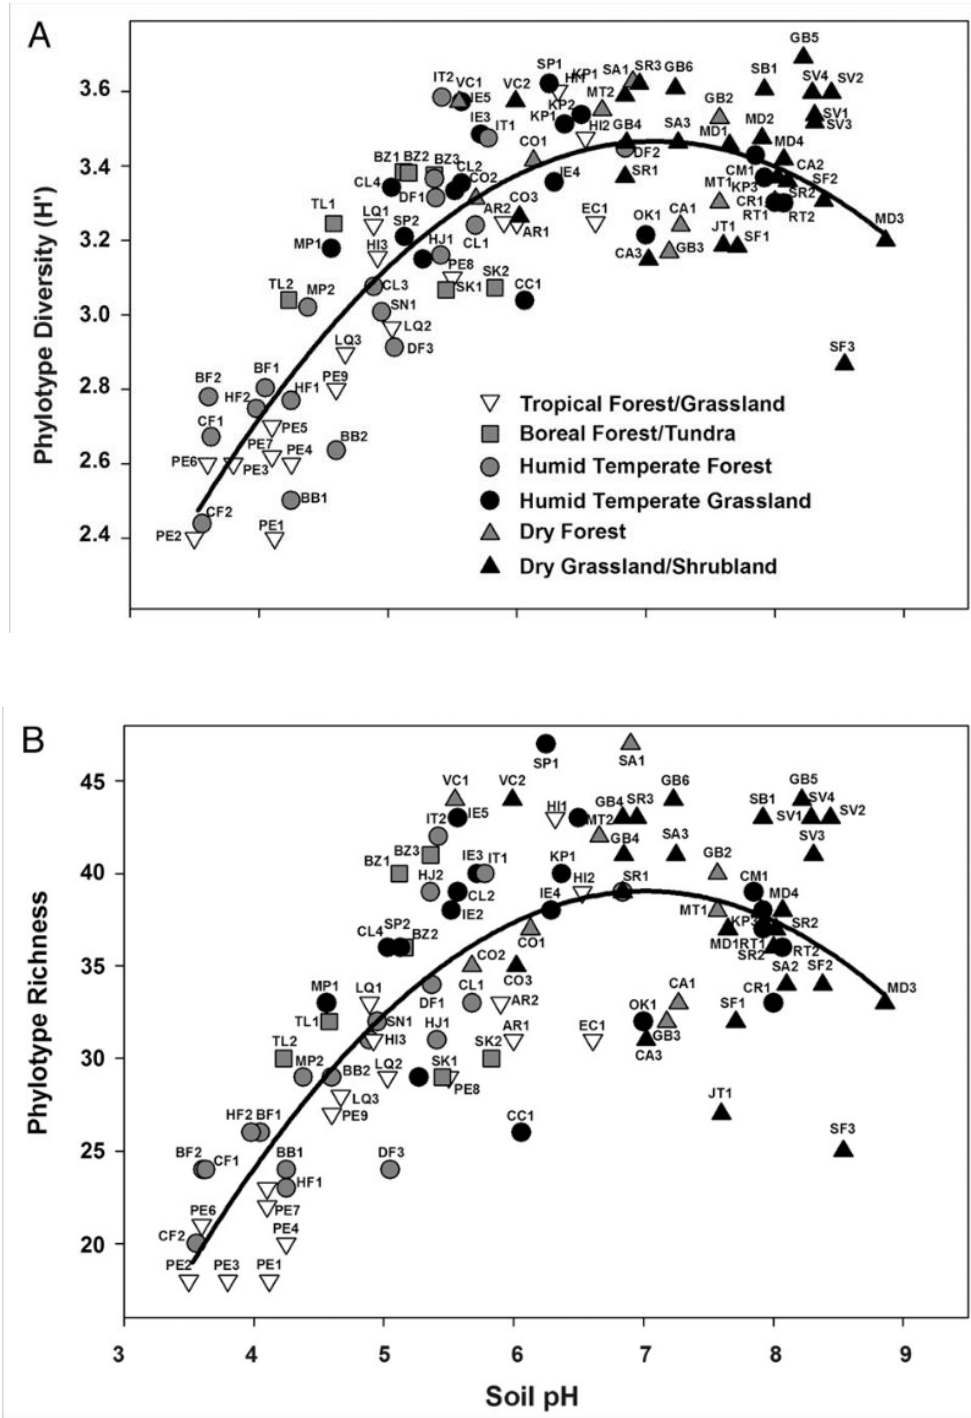 A
Phylotype Diversity (H')
3.6
3.4
3.2
3.0
2.8
2.6
2.4
GB5
SP1
KP1
HI1
SA1
SR3
GB6
SB1
SV4
SV2
IT2
VC1
IE5
VC2
KP2
MT2
KP1
HI2
GB4
SA3
GB2
MD1
MD2
SV1
SV3
IE3
IT1
CO1
DF2
MD4
BZ1
BZ2
BZ3
CL2
CO2
IE4
SR1
CM1
CA2
CL4
DF1
KP3
SR2
SF2
MT1
CR1
RT1
RT2
TL1
LQ1
SP2
CL1
AR2
CO3
AR1
EC1
OK1
CA1
MP1
HI3
HJ1
CA3
GB3
JT1
SF1
MD3
PE8
TL2
MP2
CL3
SK1
SK2
CC1
SN1
LQ2
LQ3
DF3
SF3
BF2
BF1
HF2
HF1
PE9
CF1
PE5
PE7
PE6
PE3
PE4
BB2
BB1
CF2
PE2
PE1
Tropical Forest/Grassland
Boreal Forest/Tundra
Humid Temperate Forest
Humid Temperate Grassland
Dry Forest
Dry Grassland/Shrubland
B
Phylotype Richness
45
40
35
30
25
20
SP1
SA1
VC1
VC2
GB6
GB5
IT2
IE5
HI1
MT2
GB4
SR3
SB1
SV1
SV4
SV2
BZ1
BZ3
IE3
IT1
KP1
GB4
SA3
GB2
SV3
HJ2
CL2
IE2
IE4
HI2
SR1
CM1
MT1
KP3
MD4
CL4
SP2
BZ2
CO1
MD1
RT1
SR2
SR2
RT2
CO2
CO3
SA2
SF2
MP1
LQ1
DF1
CL1
AR2
CA1
CR1
MD3
TL1
SN1
OK1
GB3
SF1
HI3
HJ1
AR1
EC1
CA3
TL2
SK2
MP2
BB2
LQ2
SK1
PE8
LQ3
PE9
JT1
HF2
BF1
CC1
SF3
BF2
CF1
BB1
HF1
DF3
PE6
PE7
CF2
PE4
PE2
PE3
PE1
3
4
5
6
7
8
9
Soil pH